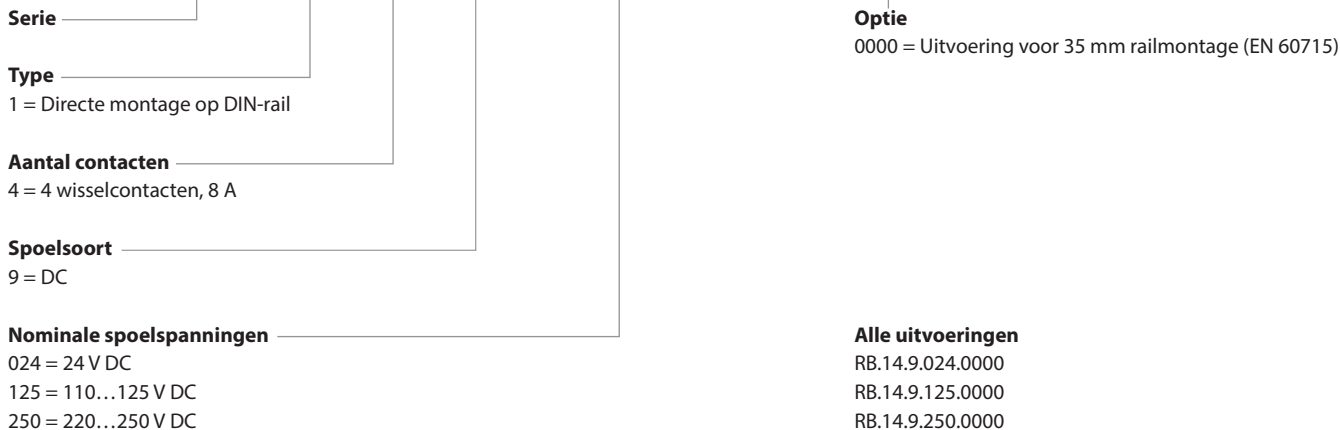 Serie
Type
1 = Directe montage op DIN-rail
Aantal contacten
4 = 4 wisselcontacten, 8 A
Spoelsoort
9 = DC
Nominale spoelspanningen
024 = 24 V DC
125 = 110…125 V DC
250 = 220…250 V DC
Optie
0000 = Uitvoering voor 35 mm railmontage (EN 60715)
Alle uitvoeringen
RB.14.9.024.0000
RB.14.9.125.0000
RB.14.9.250.0000